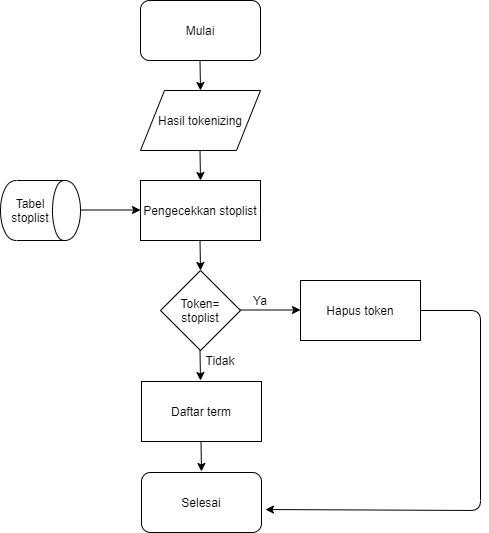 Mulai
Hasil tokenizing
Tabel
stoplist
Pengecekkan stoplist
Token=
stoplist
Ya
Hapus token
Tidak
Daftar term
Selesai